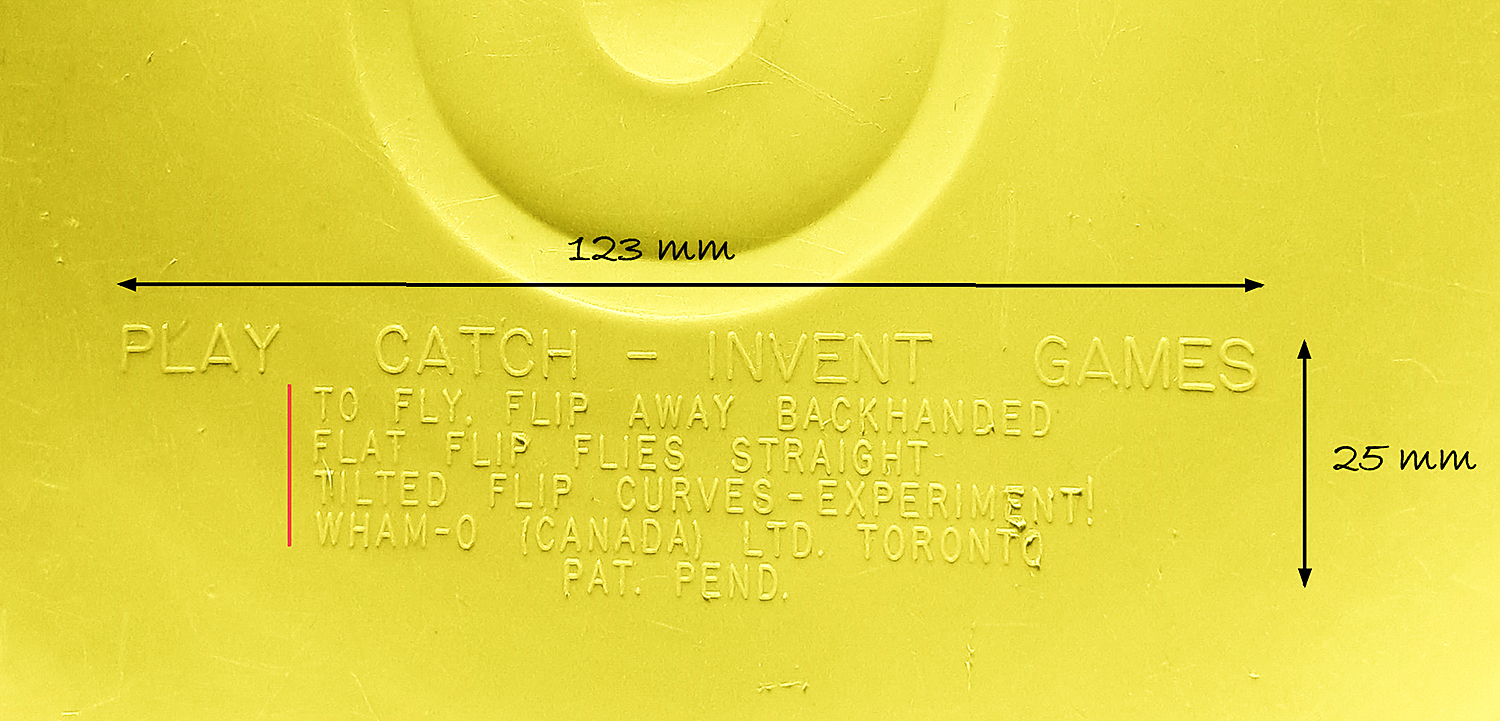 123 mm
PLAY CATCH - INVENT GAMES
TO FLY, FLIP AWAY BACKHANDED
FLAT FLIP FLIES STRAIGHT-
TILTED FLIP CURVES-EXPERIMENT!
WHAM-O (CANADA) LTD. TORONTO
PAT. PEND.
25 mm